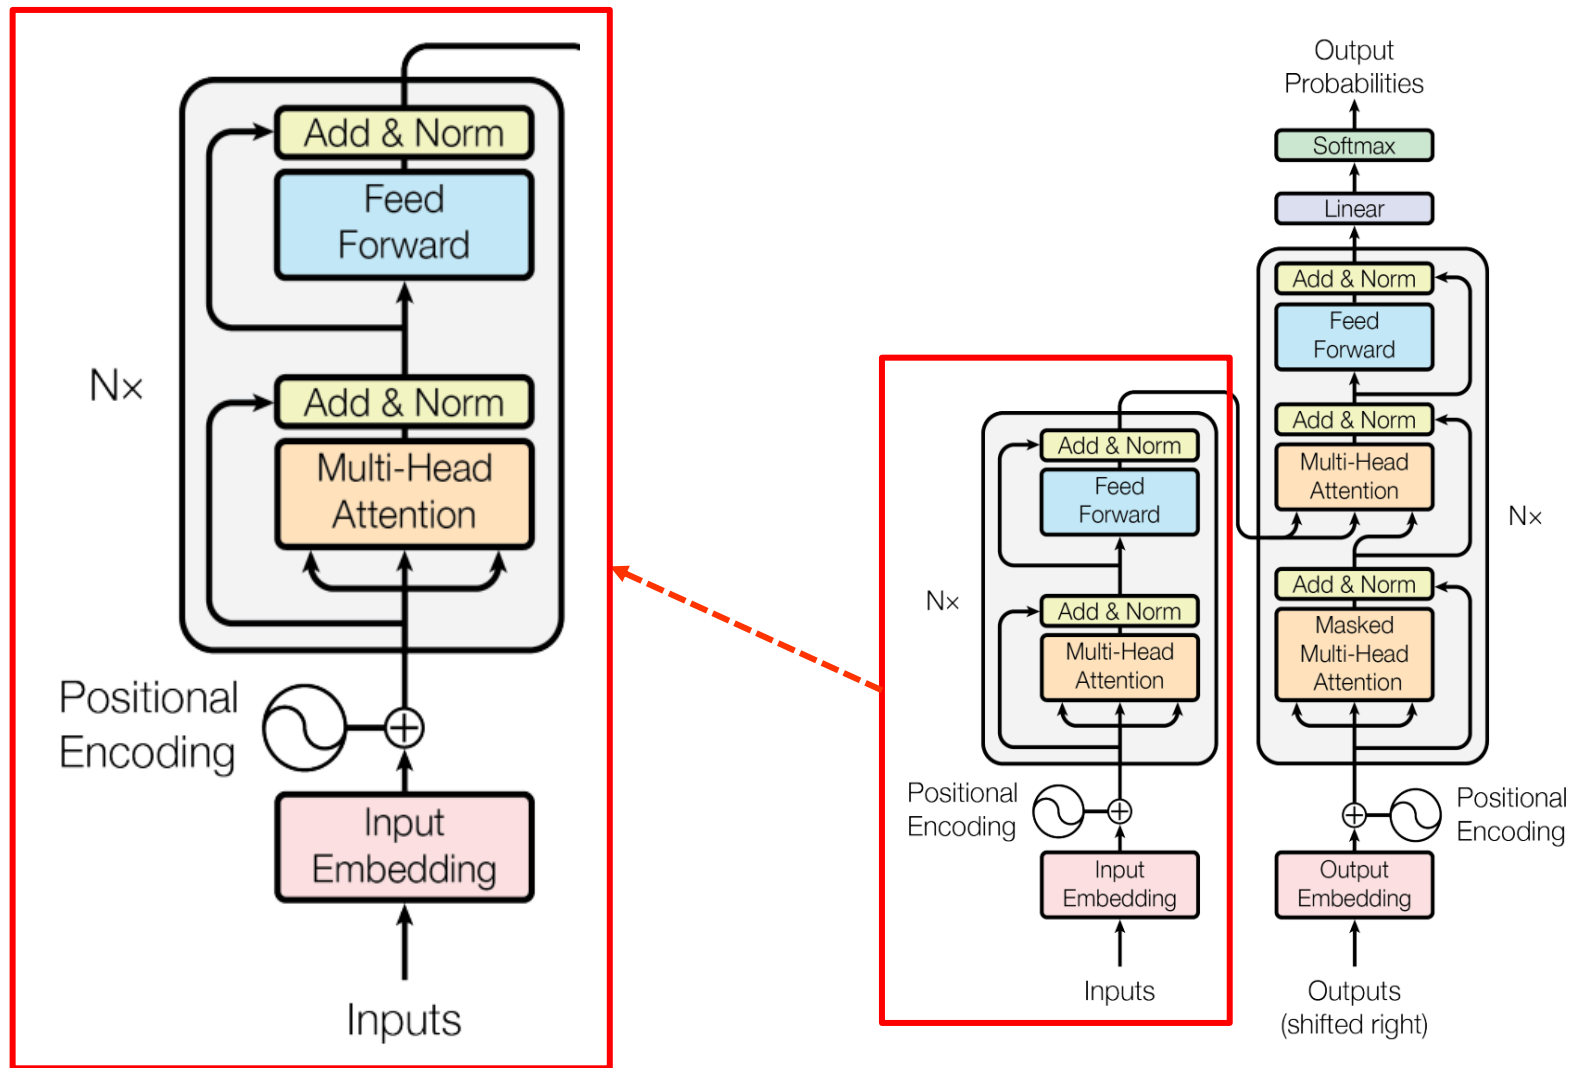 Add & Norm
Feed
Forward
Nx
Add & Norm
Multi-Head
Attention
Positional
Encoding
Input
Embedding
Inputs
Add & Norm
Feed
Forward
Nx
Add & Norm
Multi-Head
Attention
Positional
Encoding
Input
Embedding
Inputs
Output
Probabilities
Softmax
Linear
Add & Norm
Feed
Forward
Add & Norm
Multi-Head
Attention
Nx
Add & Norm
Masked
Multi-Head
Attention
Positional
Encoding
Output
Embedding
Outputs
(shifted right)